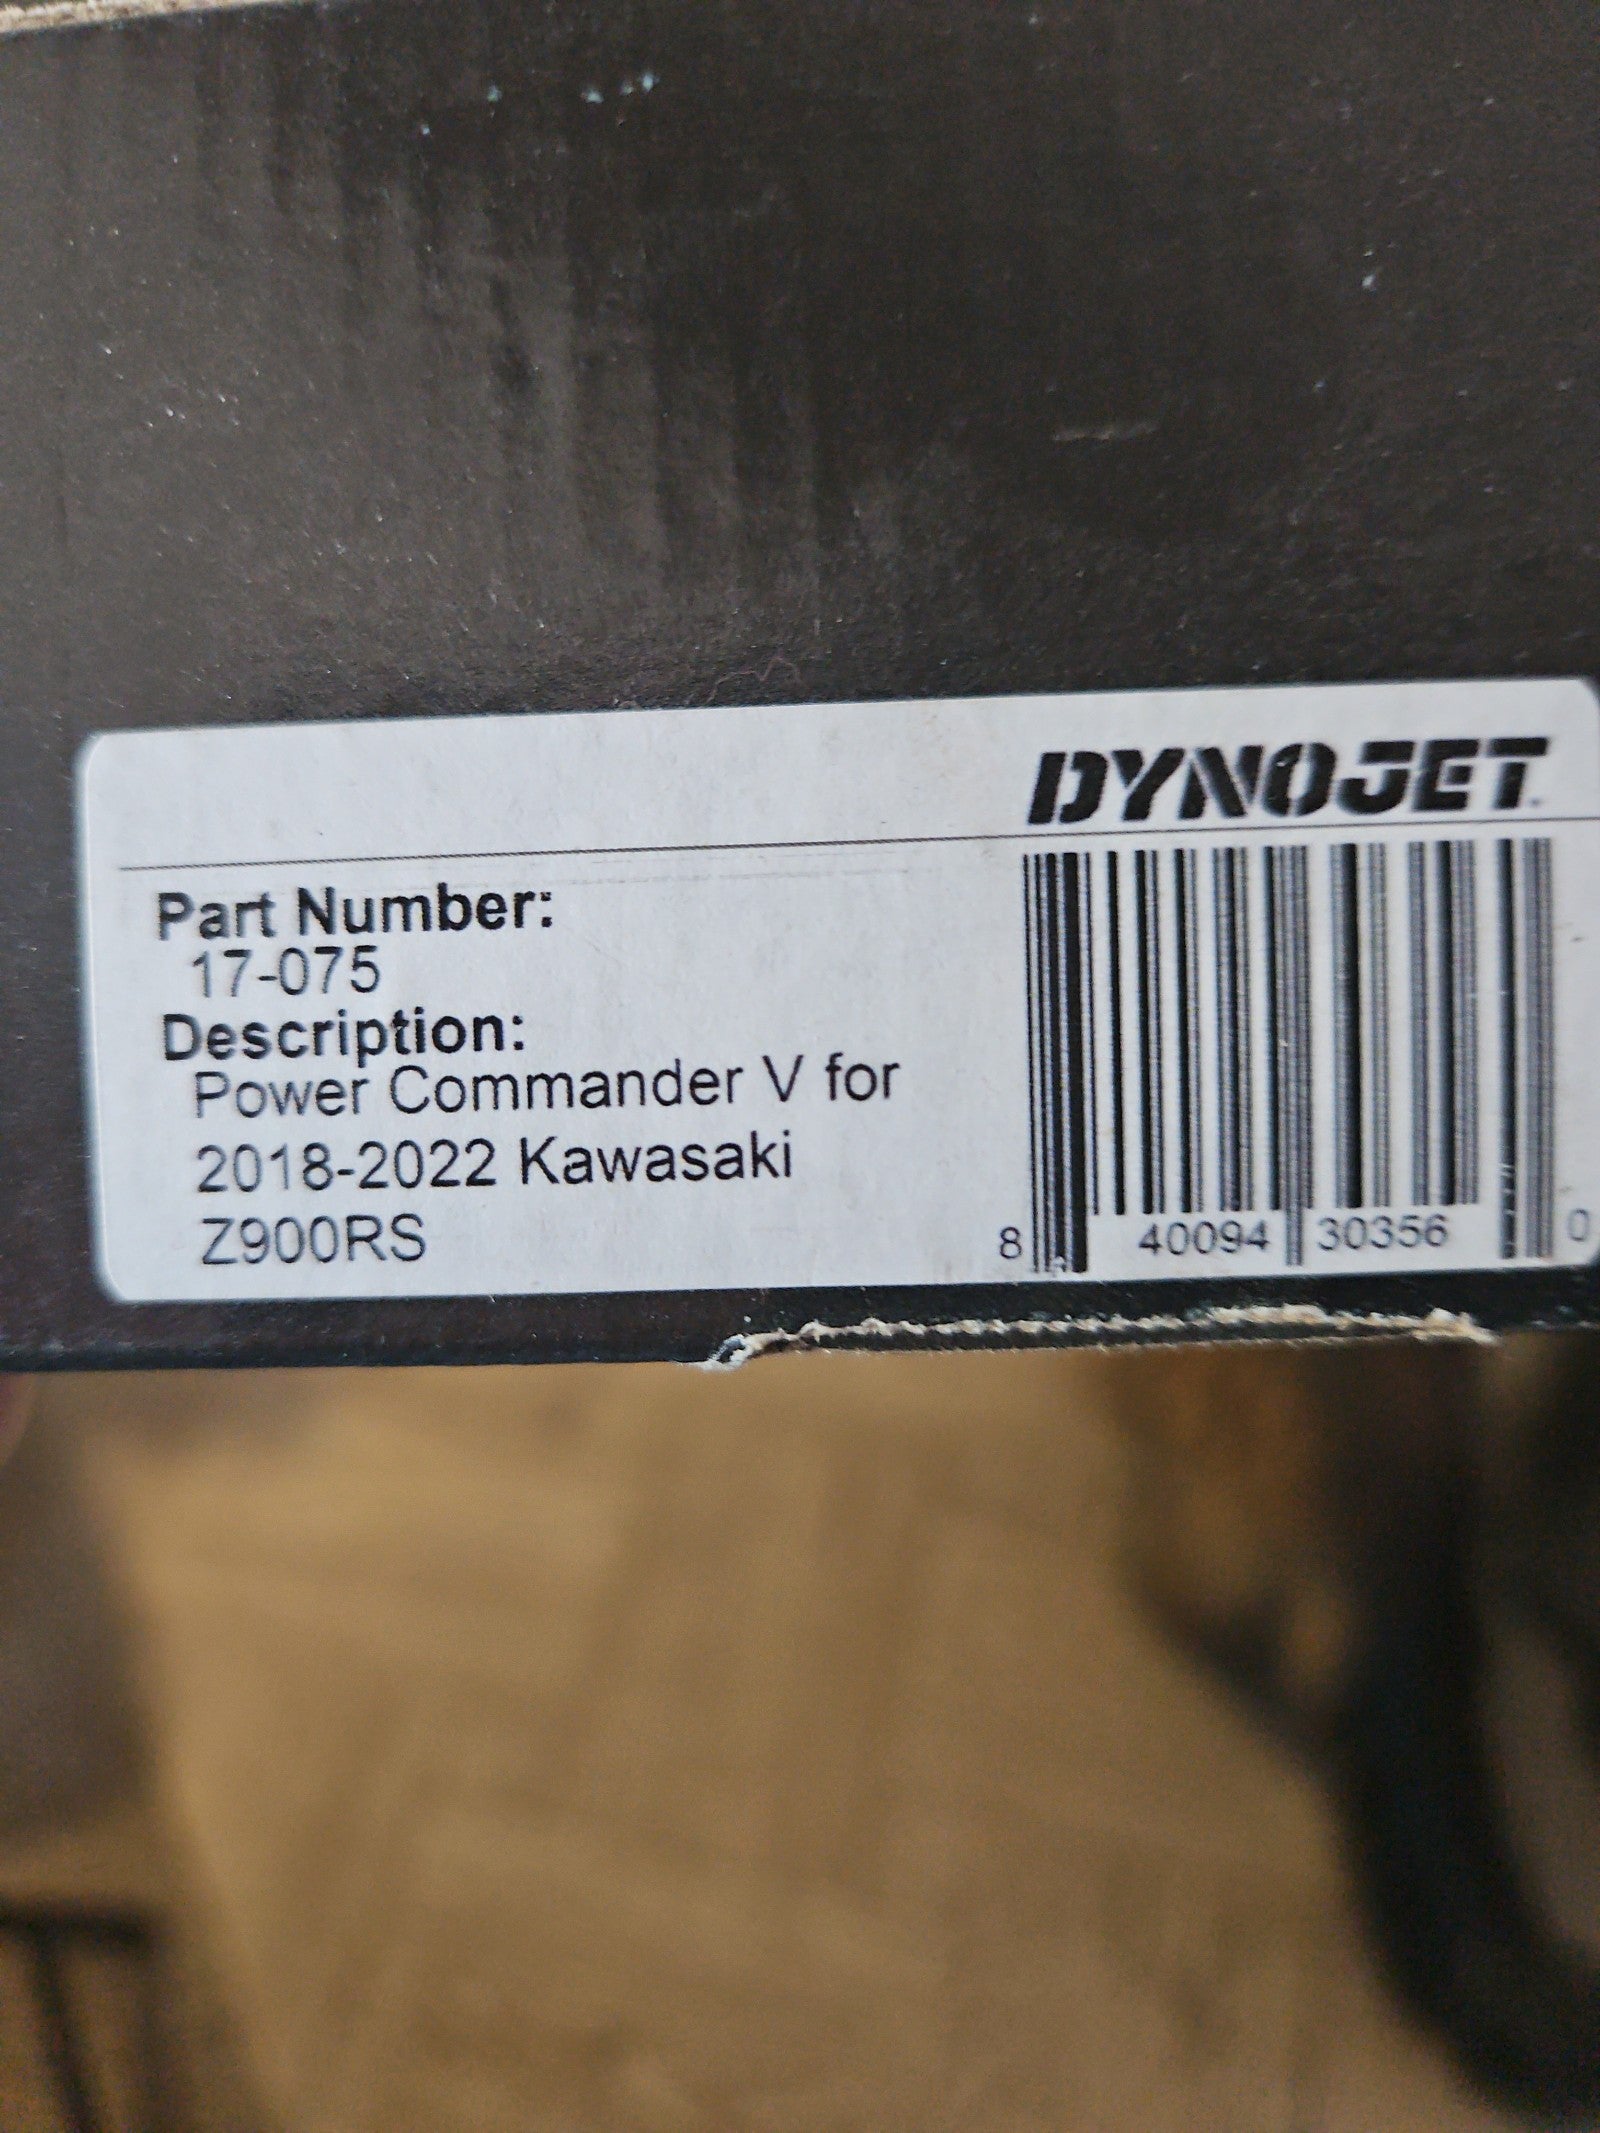 DYNOJET
Part Number:
17-075
Description:
Power Commander V for
2018-2022 Kawasaki
Z900RS
8 40094 30356 0